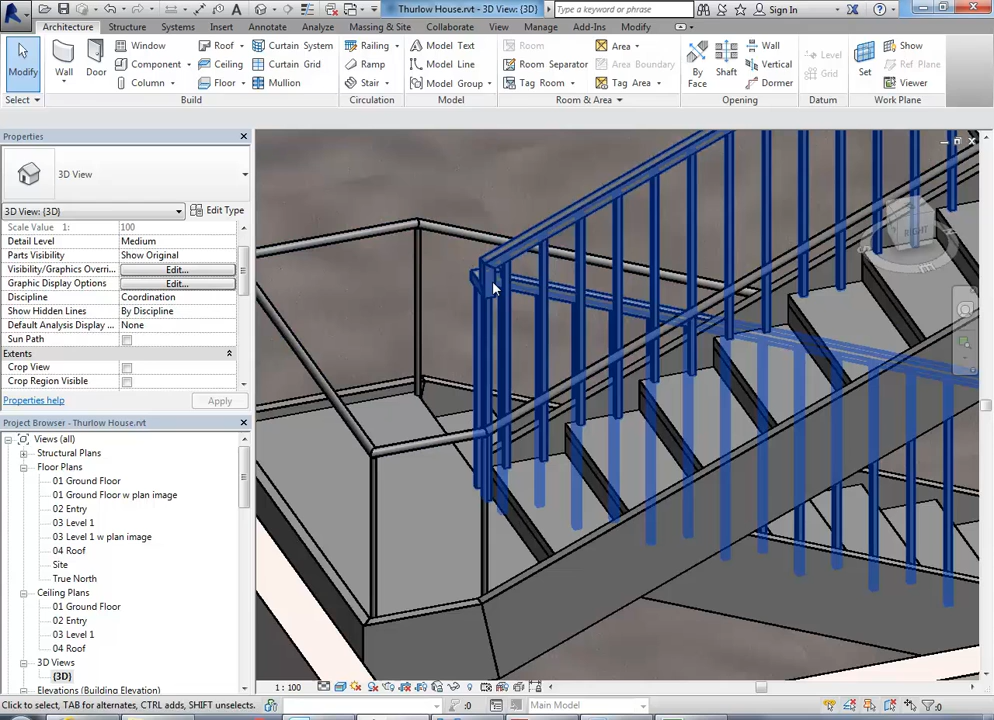 Thurlow House.rvt - 3D View: {3D}
Type a keyword or phrase
Sign In
Architecture Structure Systems Insert Annotate Analyze Massing & Site Collaborate View Manage Add-Ins Modify
Modify
Wall
Door
Window
Component
Column
Roof
Ceiling
Floor
Curtain System
Curtain Grid
Mullion
Railing
Ramp
Stair
Model Text
Model Line
Model Group
Room
Room Separator
Tag Room
Area
Area Boundary
Tag Area
By
Face
Shaft
Wall
Vertical
Dormer
Level
Grid
Set
Show
Ref Plane
Viewer
Select Build Circulation Model Room & Area Opening Datum Work Plane
Properties
3D View
3D View: {3D} Edit Type
Scale Value 1: 100
Detail Level Medium
Parts Visibility Show Original
Visibility/Graphics Overri... Edit...
Graphic Display Options Edit...
Discipline Coordination
Show Hidden Lines By Discipline
Default Analysis Display ... None
Sun Path
Extents
Crop View
Crop Region Visible
Properties help Apply
Project Browser - Thurlow House.rvt
Views (all)
Structural Plans
Floor Plans
01 Ground Floor
01 Ground Floor w plan image
02 Entry
03 Level 1
03 Level 1 w plan image
04 Roof
Site
True North
Ceiling Plans
01 Ground Floor
02 Entry
03 Level 1
04 Roof
3D Views
{3D}
Elevations (Building Elevation)
RIGHT
1 : 100
Click to select, TAB for alternates, CTRL adds, SHIFT unselects.
:0
Main Model
:0